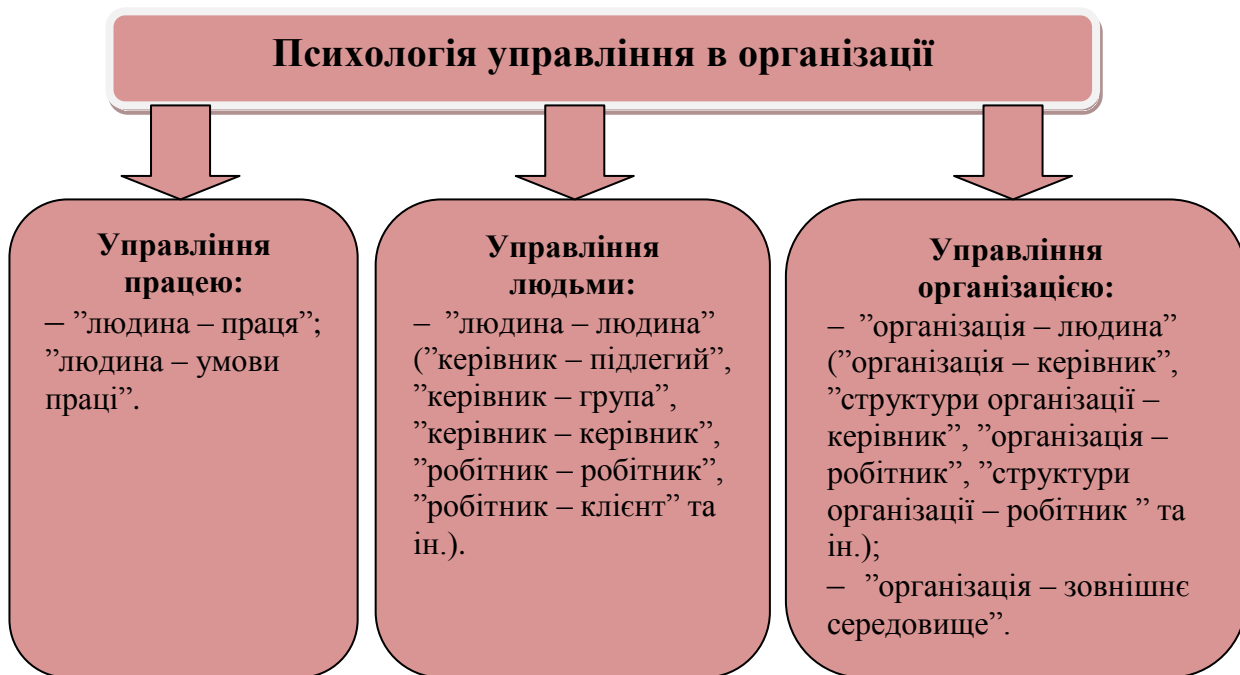 Психологія управління в організації
Управління
працею:
– ”людина – праця”;
”людина – умови
праці”.
Управління
людьми:
– ”людина – людина”
(”керівник – підлегий”,
”керівник – група”,
”керівник – керівник”,
”робітник – робітник”,
”робітник – клієнт” та
ін.).
Управління
організацією:
– ”організація – людина”
(”організація – керівник”,
”структури організації –
керівник”, ”організація –
робітник”, ”структури
організації – робітник ” та
ін.);
– ”організація – зовнішнє
середовище”.